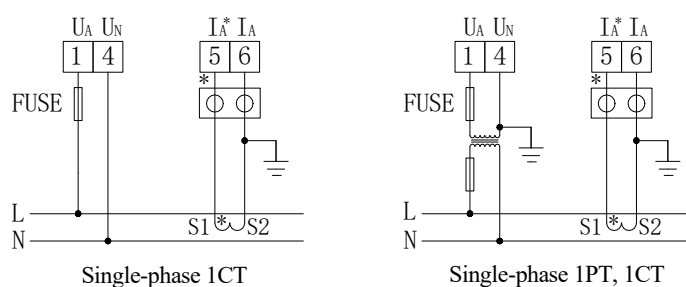 UA UN IA* IA
1 4 5 6
*
FUSE
L
S1 * S2
N
Single-phase 1CT
UA UN IA* IA
1 4 5 6
*
FUSE
L
S1 * S2
N
Single-phase 1PT, 1CT